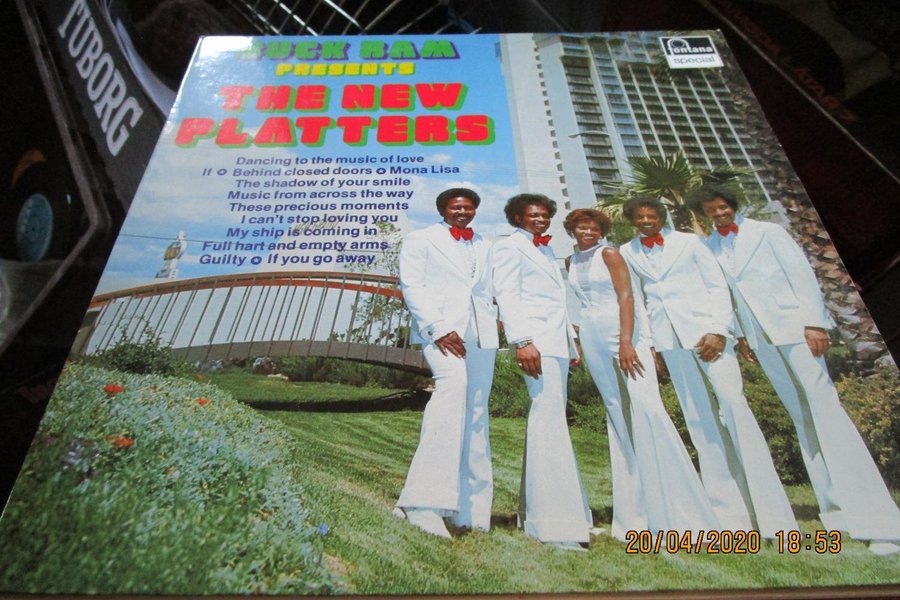 BUCK RAM
PRESENTS
THE NEW
PLATTERS
Dancing to the music of love
If ✪ Behind closed doors ✪ Mona Lisa
The shadow of your smile
Music from across the way
These precious moments
I can't stop loving you
My ship is coming in
Full hart and empty arms
Guilty ✪ If you go away
fontana
special
TUBORG
20/04/2020 18:53